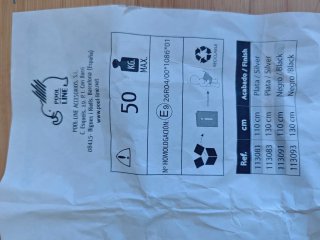 POOL
LINE
POOL LINE ACCESORIOS, S.L.
08415 - Bigues i Riells - Barcelona (España)
www.pool-line.net
50
KG.
MAX.
Nº HOMOLOGACIÓN:
RECICLABLE
Ref. cm Acabado / Finish
113081 110 cm Plata / Silver
113083 130 cm Plata / Silver
113091 110 cm Negro / Black
113093 130 cm Negro / Black